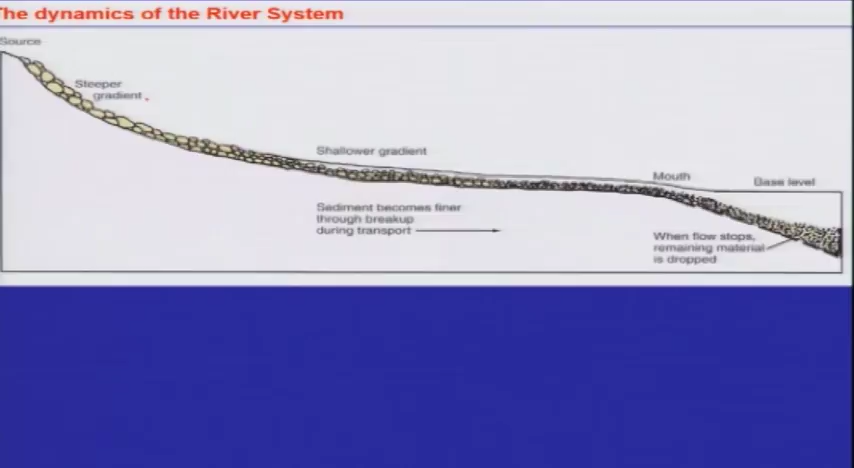 The dynamics of the River System
Source
Steeper
gradient
Shallower gradient
Mouth
Base level
Sediment becomes finer
through breakup
during transport
When flow stops,
remaining material
is dropped